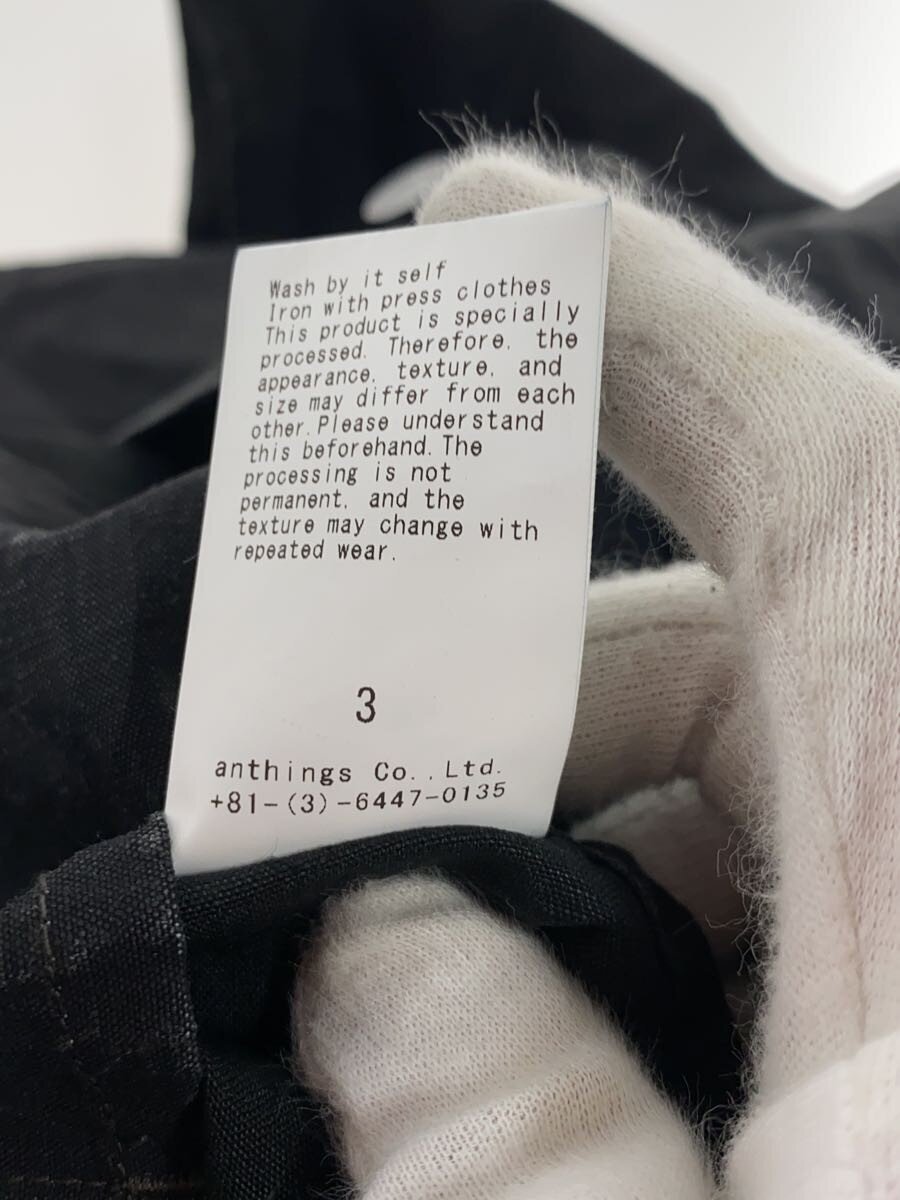 Wash by it self
Iron with press clothes
This product is specially
processed. Therefore, the
appearance, texture, and
size may differ from each
other. Please understand
this beforehand. The
processing is not
permanent, and the
texture may change with
repeated wear.
3
anthings Co., Ltd.
+81-(3)-6447-0135